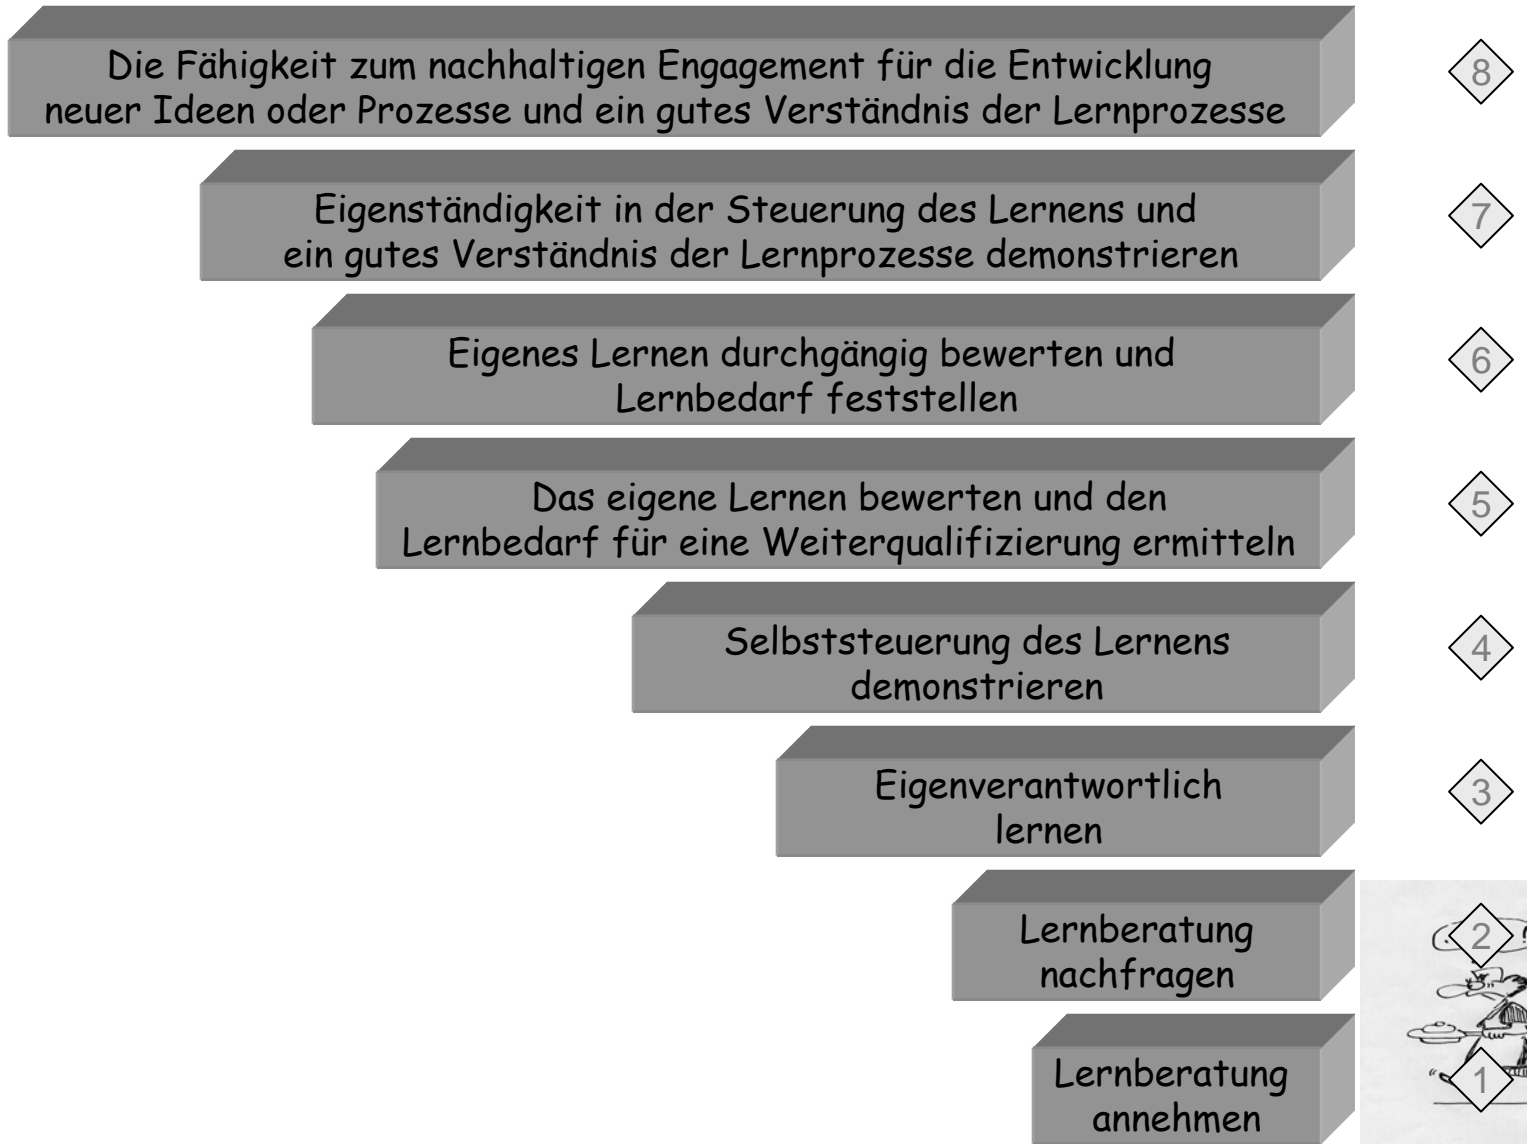 Die Fähigkeit zum nachhaltigen Engagement für die Entwicklung
neuer Ideen oder Prozesse und ein gutes Verständnis der Lernprozesse
8
Eigenständigkeit in der Steuerung des Lernens und
ein gutes Verständnis der Lernprozesse demonstrieren
7
Eigenes Lernen durchgängig bewerten und
Lernbedarf feststellen
6
Das eigene Lernen bewerten und den
Lernbedarf für eine Weiterqualifizierung ermitteln
5
Selbststeuerung des Lernens
demonstrieren
4
Eigenverantwortlich
lernen
3
Lernberatung
nachfragen
2
Lernberatung
annehmen
1